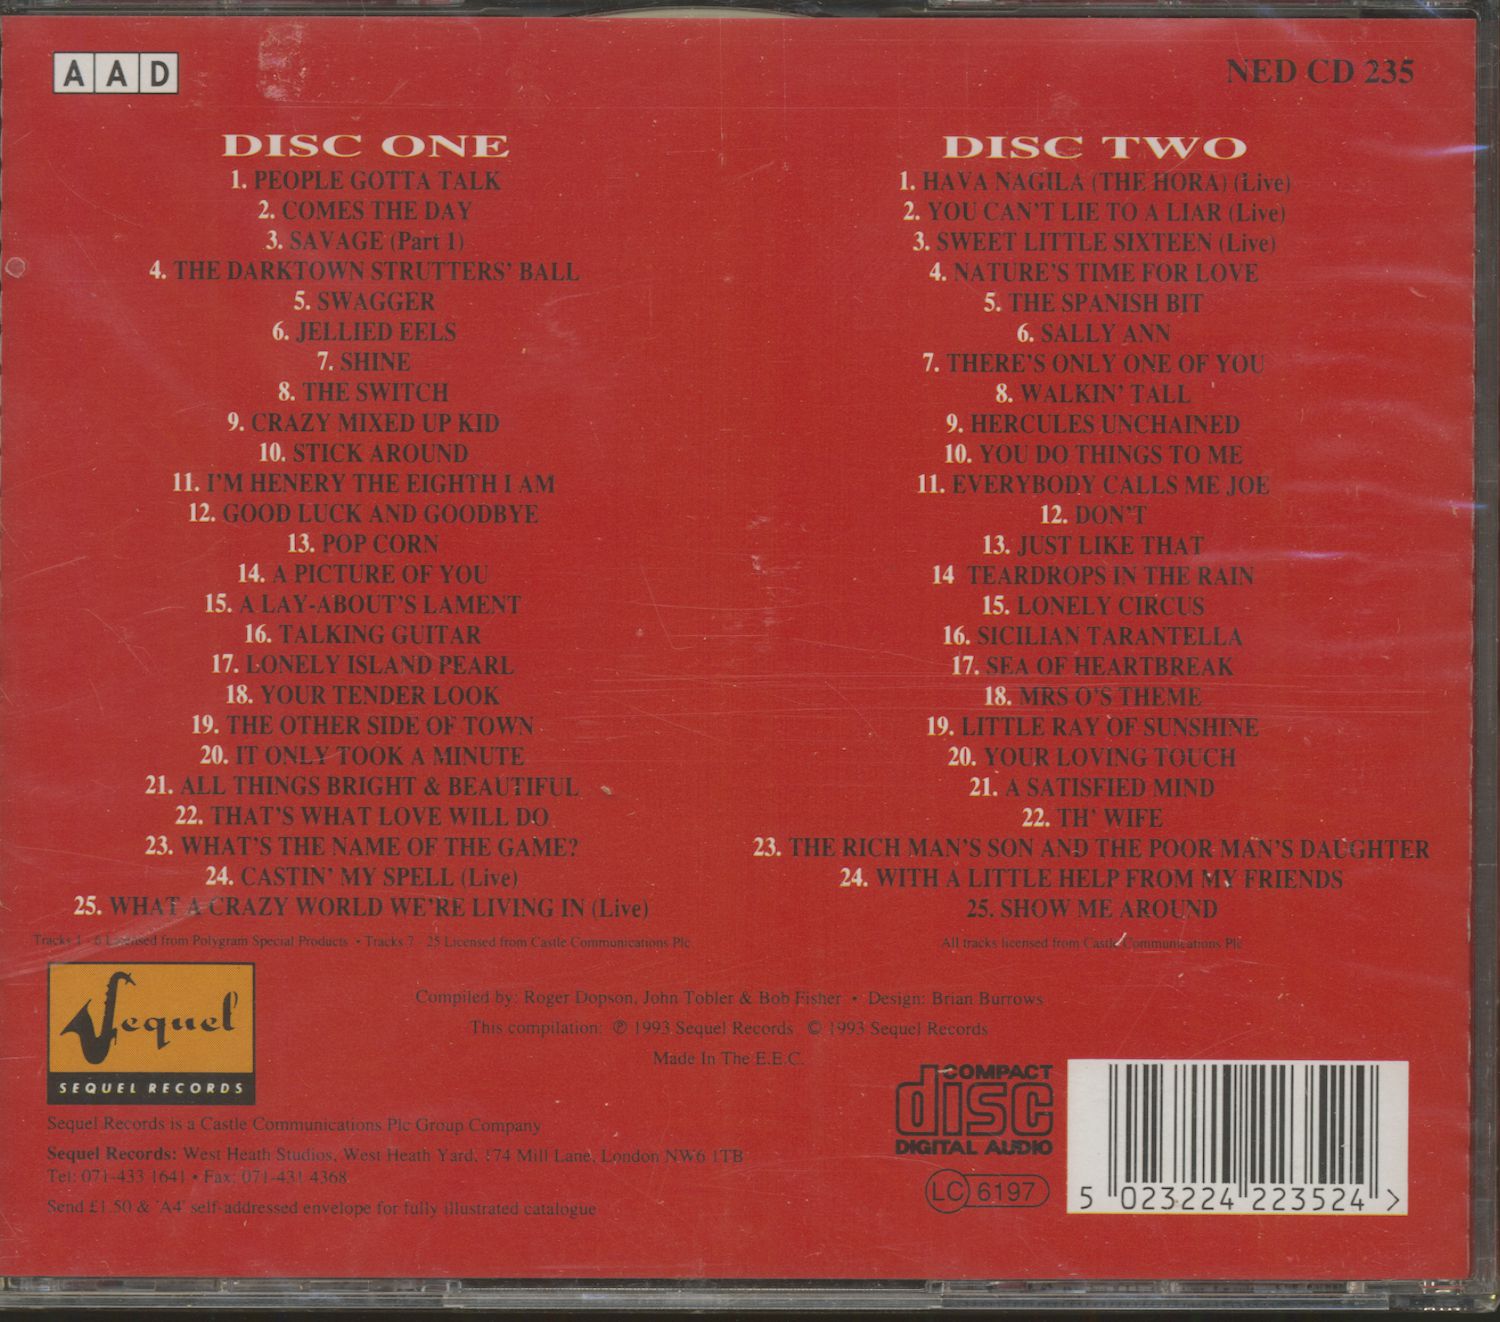 AAD
NED CD 235
DISC ONE
1. PEOPLE GOTTA TALK
2. COMES THE DAY
3. SAVAGE (Part 1)
4. THE DARKTOWN STRUTTERS' BALL
5. SWAGGER
6. JELLIED EELS
7. SHINE
8. THE SWITCH
9. CRAZY MIXED UP KID
10. STICK AROUND
11. I'M HENERY THE EIGHTH I AM
12. GOOD LUCK AND GOODBYE
13. POP CORN
14. A PICTURE OF YOU
15. A LAY-ABOUT'S LAMENT
16. TALKING GUITAR
17. LONELY ISLAND PEARL
18. YOUR TENDER LOOK
19. THE OTHER SIDE OF TOWN
20. IT ONLY TOOK A MINUTE
21. ALL THINGS BRIGHT & BEAUTIFUL
22. THAT'S WHAT LOVE WILL DO
23. WHAT'S THE NAME OF THE GAME?
24. CASTIN' MY SPELL (Live)
25. WHAT A CRAZY WORLD WE'RE LIVING IN (Live)
Tracks 1 - 6 Licensed from Polygram Special Products • Tracks 7 - 25 Licensed from Castle Communications Plc
DISC TWO
1. HAVA NAGILA (THE HORA) (Live)
2. YOU CAN'T LIE TO A LIAR (Live)
3. SWEET LITTLE SIXTEEN (Live)
4. NATURE'S TIME FOR LOVE
5. THE SPANISH BIT
6. SALLY ANN
7. THERE'S ONLY ONE OF YOU
8. WALKIN' TALL
9. HERCULES UNCHAINED
10. YOU DO THINGS TO ME
11. EVERYBODY CALLS ME JOE
12. DON'T
13. JUST LIKE THAT
14 TEARDROPS IN THE RAIN
15. LONELY CIRCUS
16. SICILIAN TARANTELLA
17. SEA OF HEARTBREAK
18. MRS O'S THEME
19. LITTLE RAY OF SUNSHINE
20. YOUR LOVING TOUCH
21. A SATISFIED MIND
22. TH' WIFE
23. THE RICH MAN'S SON AND THE POOR MAN'S DAUGHTER
24. WITH A LITTLE HELP FROM MY FRIENDS
25. SHOW ME AROUND
All tracks licensed from Castle Communications Plc
Sequel
SEQUEL RECORDS
Compiled by: Roger Dopson, John Tobler & Bob Fisher • Design: Brian Burrows
This compilation: ℗ 1993 Sequel Records © 1993 Sequel Records
Made In The E.E.C.
Sequel Records is a Castle Communications Plc Group Company
Sequel Records: West Heath Studios, West Heath Yard, 174 Mill Lane, London NW6 1TB
Tel: 071-433 1641 • Fax: 071-431 4368
Send £1.50 & 'A4' self-addressed envelope for fully illustrated catalogue
COMPACT
disc
DIGITAL AUDIO
LC 6197
5 023224 223524 >